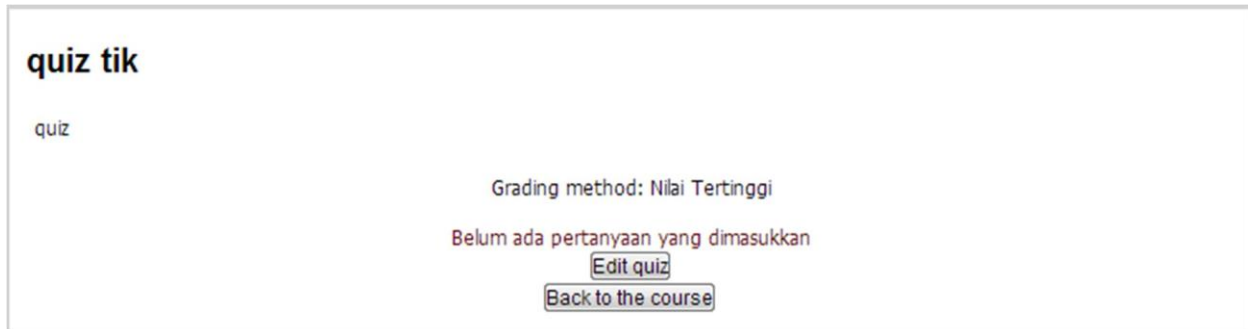 quiz tik
quiz
Grading method: Nilai Tertinggi
Belum ada pertanyaan yang dimasukkan
Edit quiz
Back to the course